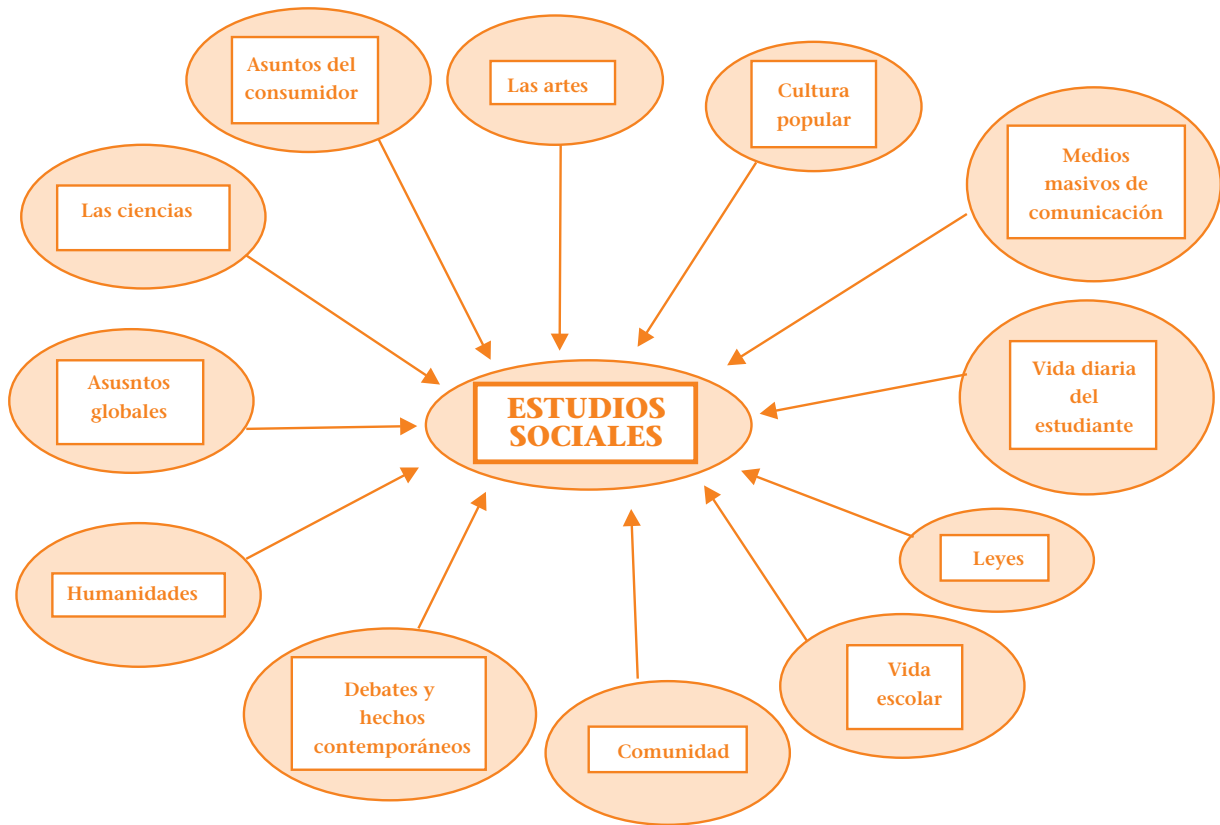 Asuntos del
consumidor
Las artes
Cultura
popular
Medios
masivos de
comunicación
Las ciencias
Asusntos
globales
ESTUDIOS
SOCIALES
Vida diaria
del
estudiante
Humanidades
Leyes
Debates y
hechos
contemporáneos
Comunidad
Vida
escolar